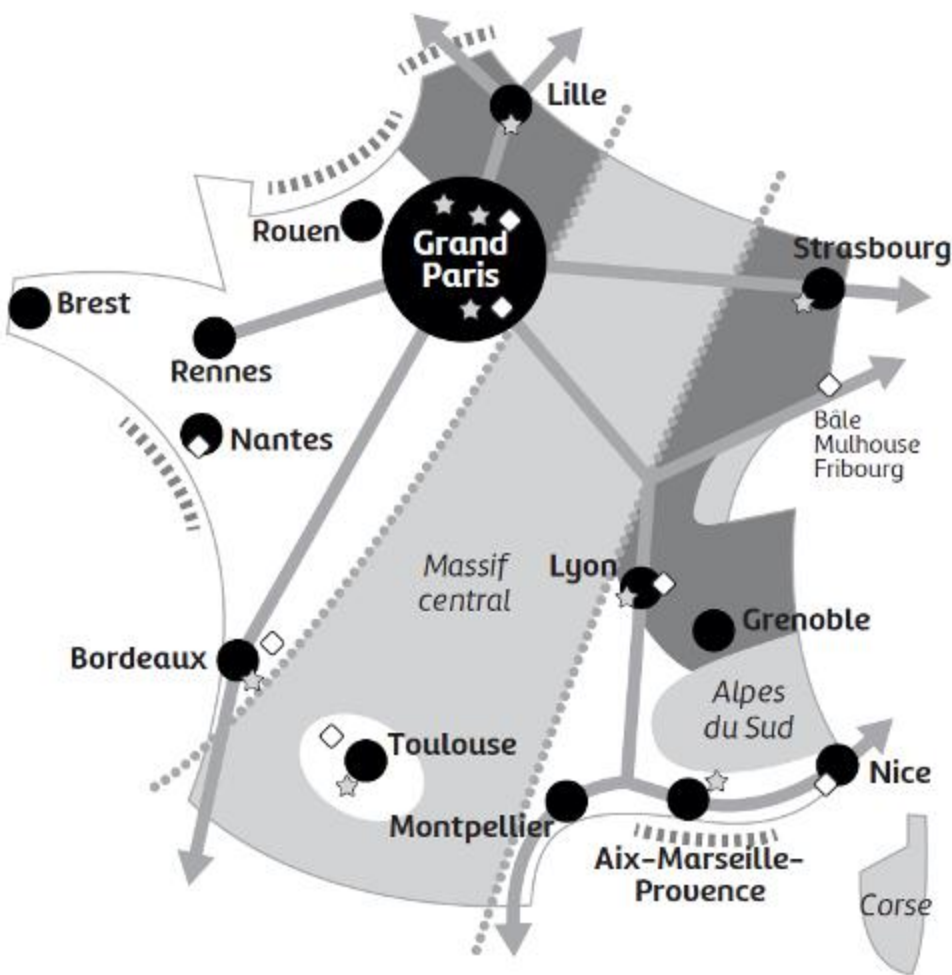 Lille
Rouen
Grand
Paris
Strasbourg
Brest
Rennes
Nantes
Bâle
Mulhouse
Fribourg
Massif
central
Lyon
Grenoble
Bordeaux
Alpes
du Sud
Toulouse
Nice
Montpellier
Aix-Marseille-
Provence
Corse